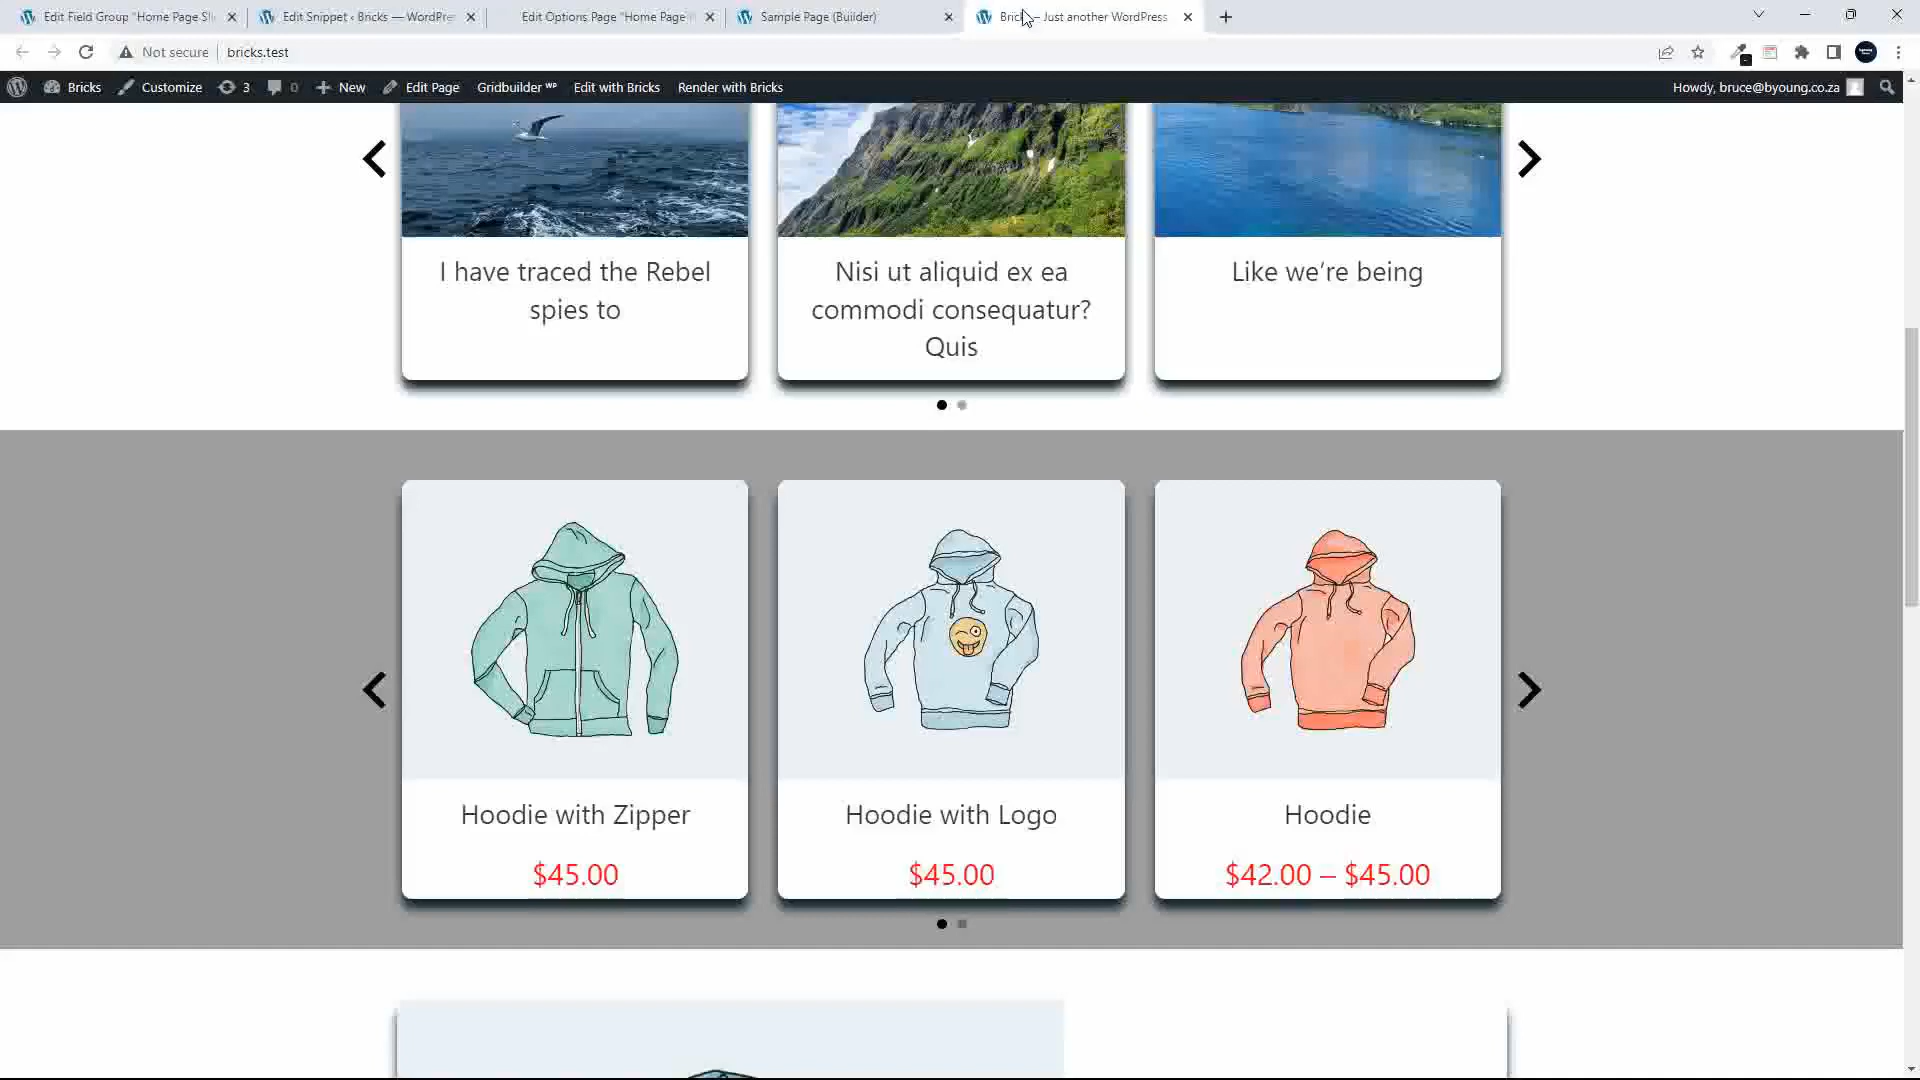 Edit Field Group "Home Page Sli
Edit Snippet ‹ Bricks — WordPre
Edit Options Page "Home Page
Sample Page (Builder)
Bricks – Just another WordPress
Not secure
bricks.test
Bricks
Customize
3
0
New
Edit Page
Gridbuilder WP
Edit with Bricks
Render with Bricks
Howdy, bruce@byoung.co.za
I have traced the Rebel
spies to
Nisi ut aliquid ex ea
commodi consequatur?
Quis
Like we're being
Hoodie with Zipper
$45.00
Hoodie with Logo
$45.00
Hoodie
$42.00 – $45.00